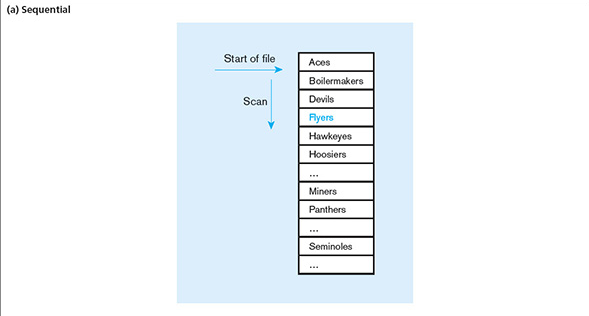 (a) Sequential
Start of file
Scan
Aces
Boilermakers
Devils
Flyers
Hawkeyes
Hoosiers
...
Miners
Panthers
...
Seminoles
...